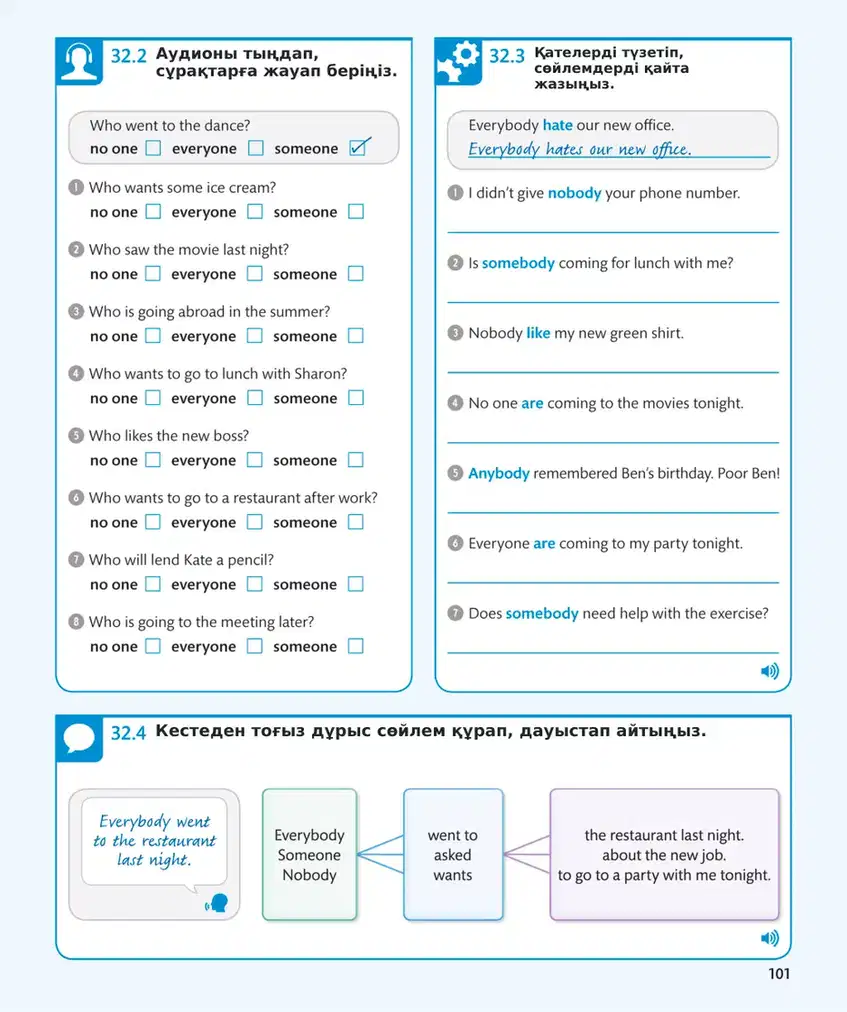 32.2 Аудионы тыңдап,
сұрақтарға жауап беріңіз.
Who went to the dance?
no one everyone someone
1 Who wants some ice cream?
no one everyone someone
2 Who saw the movie last night?
no one everyone someone
3 Who is going abroad in the summer?
no one everyone someone
4 Who wants to go to lunch with Sharon?
no one everyone someone
5 Who likes the new boss?
no one everyone someone
6 Who wants to go to a restaurant after work?
no one everyone someone
7 Who will lend Kate a pencil?
no one everyone someone
8 Who is going to the meeting later?
no one everyone someone
32.3 Қателерді түзетіп,
сөйлемдерді қайта
жазыңыз.
Everybody hate our new office.
Everybody hates our new office.
1 I didn't give nobody your phone number.
2 Is somebody coming for lunch with me?
3 Nobody like my new green shirt.
4 No one are coming to the movies tonight.
5 Anybody remembered Ben's birthday. Poor Ben!
6 Everyone are coming to my party tonight.
7 Does somebody need help with the exercise?
32.4 Кестеден тоғыз дұрыс сөйлем құрап, дауыстап айтыңыз.
Everybody went
to the restaurant
last night.
Everybody
Someone
Nobody
went to
asked
wants
the restaurant last night.
about the new job.
to go to a party with me tonight.
101